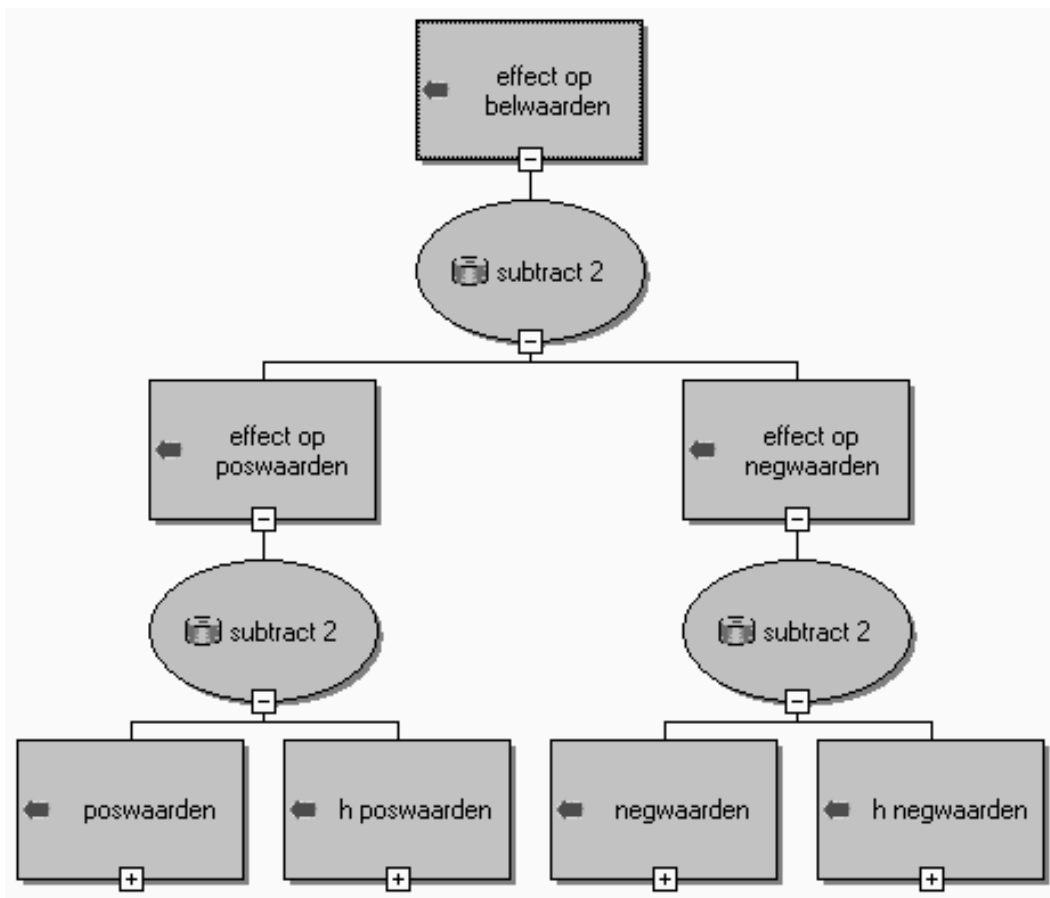 effect op
belwaarden
subtract 2
effect op
poswaarden
effect op
negwaarden
subtract 2
subtract 2
poswaarden
h poswaarden
negwaarden
h negwaarden